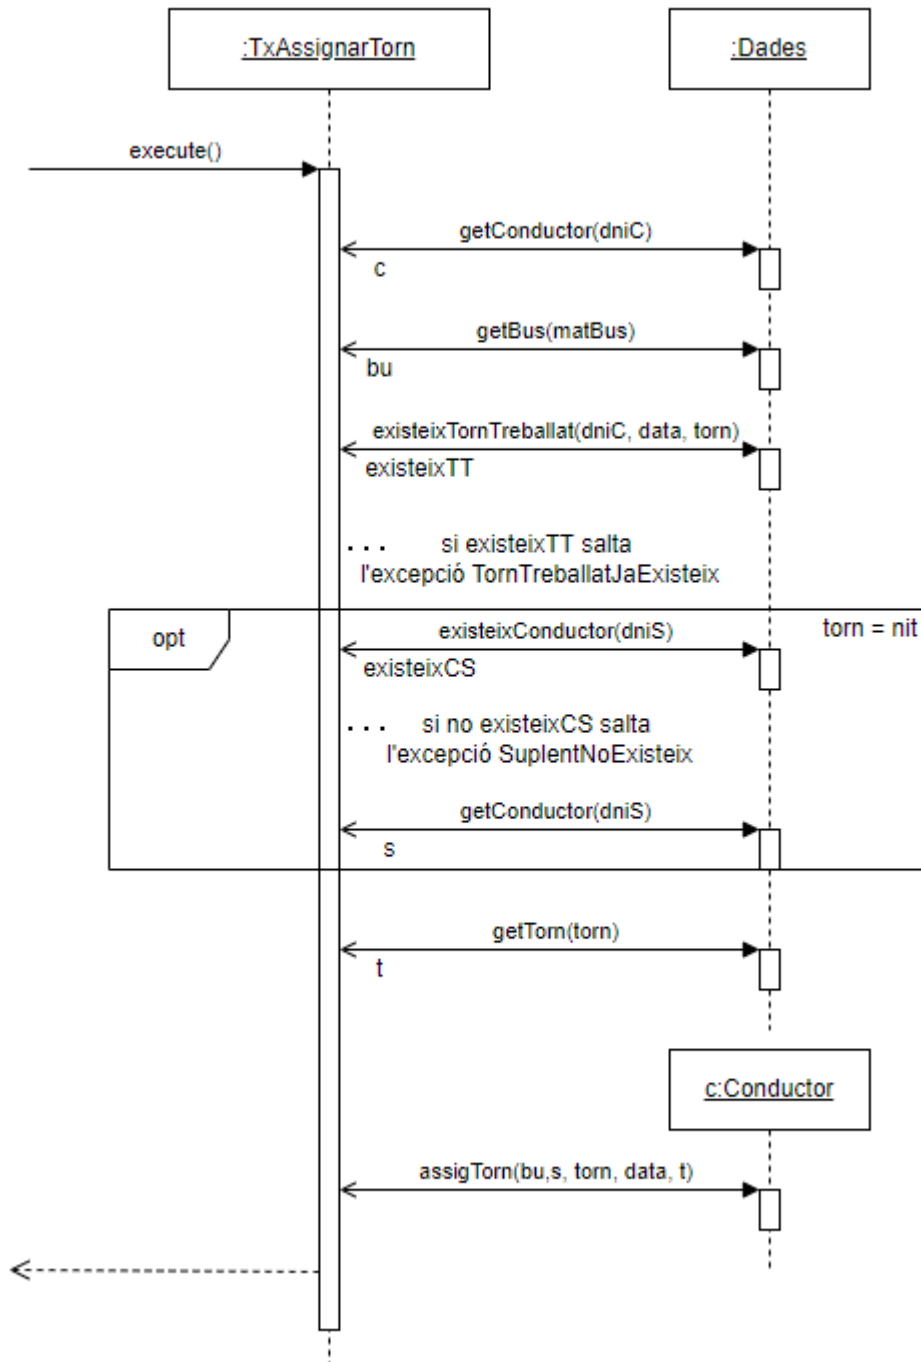 :TxAssignarTorn
:Dades
execute()
getConductor(dniC)
c
getBus(matBus)
bu
existeixTornTreballat(dniC, data, torn)
existeixTT
... si existeixTT salta
l'excepció TornTreballatJaExisteix
opt
existeixConductor(dniS)
torn = nit
existeixCS
... si no existeixCS salta
l'excepció SuplentNoExisteix
getConductor(dniS)
s
getTorn(torn)
t
c:Conductor
assigTorn(bu,s, torn, data, t)